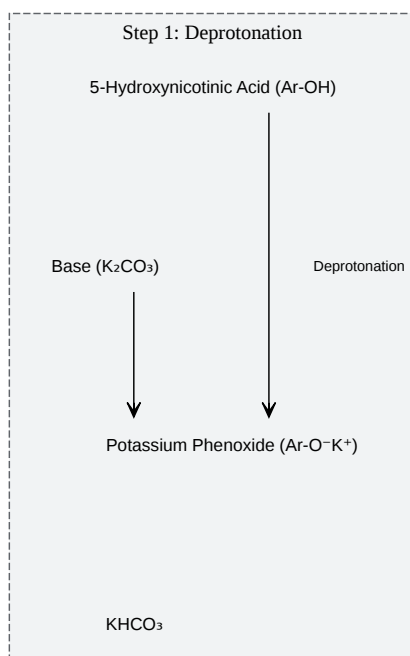 Step 1: Deprotonation
5-Hydroxynicotinic Acid (Ar-OH)
Base (K₂CO₃)
Deprotonation
Potassium Phenoxide (Ar-O⁻K⁺)
KHCO₃